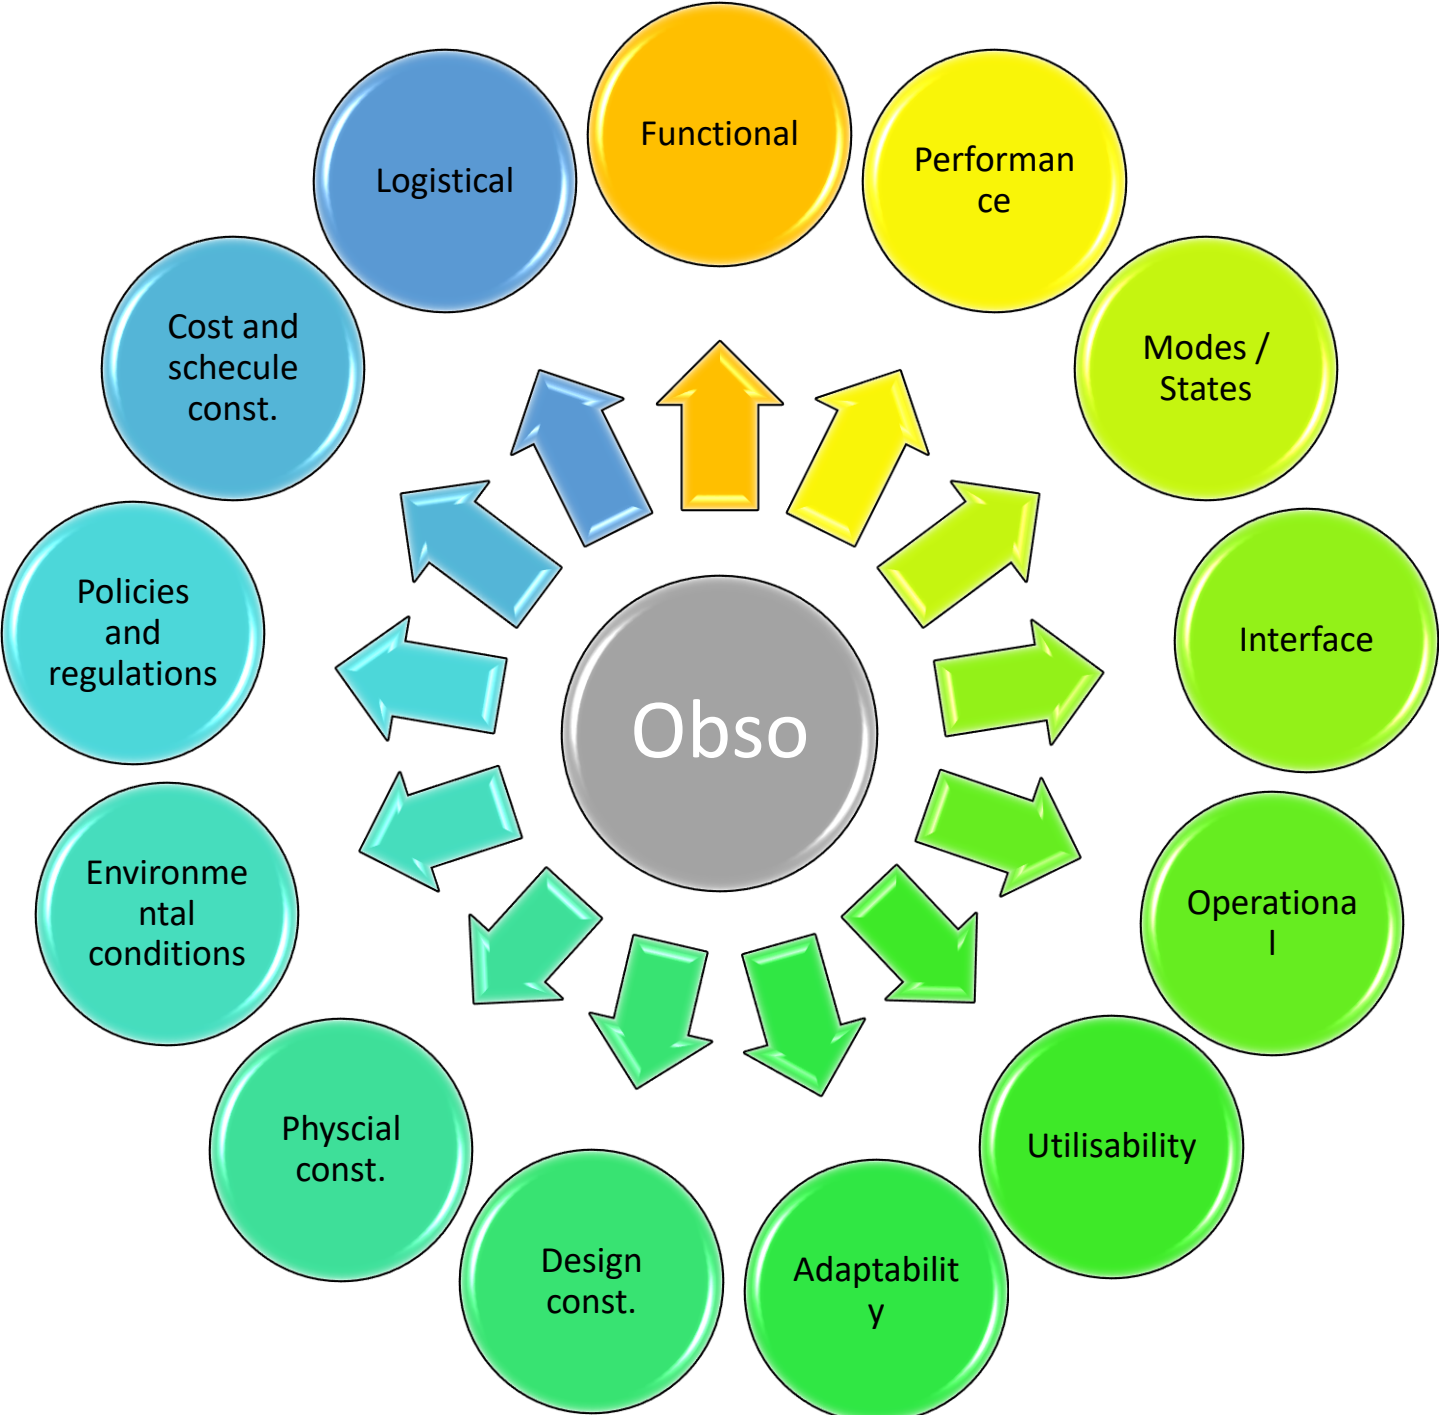 Functional
Performan
ce
Modes /
States
Interface
Operationa
l
Utilisability
Adaptabilit
y
Design
const.
Physcial
const.
Environme
ntal
conditions
Policies
and
regulations
Cost and
schecule
const.
Logistical
Obso